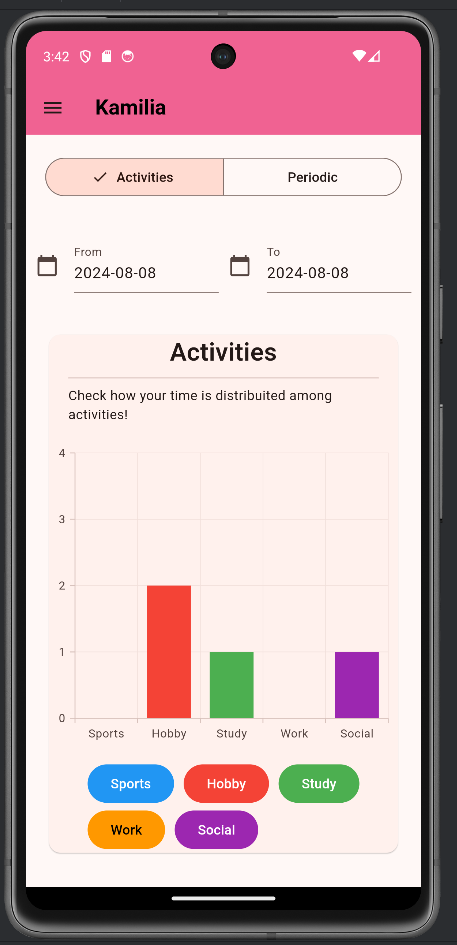 3:42
Kamilia
Activities Periodic
From To
2024-08-08 2024-08-08
Activities
Check how your time is distribuited among
activities!
4
3
2
1
0
Sports Hobby Study Work Social
Sports Hobby Study
Work Social